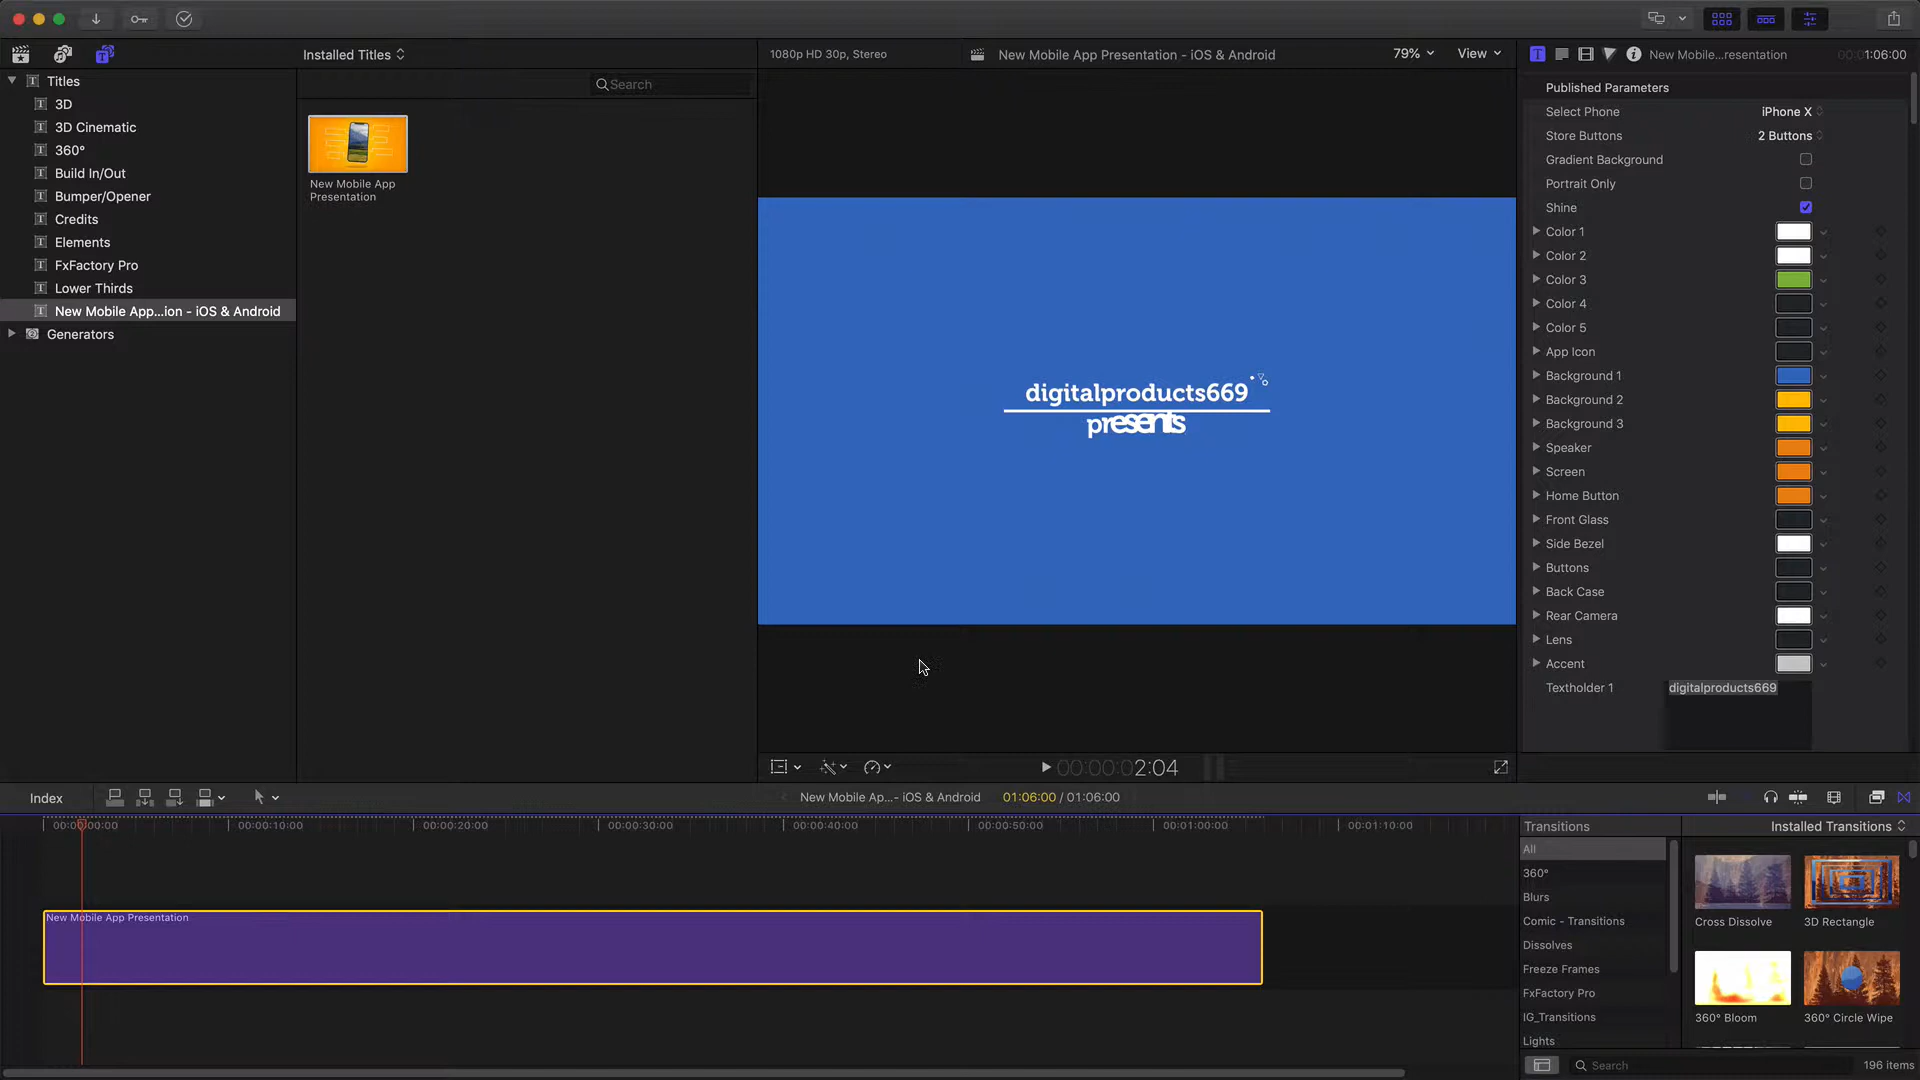 Installed Titles
1080p HD 30p, Stereo
New Mobile App Presentation - iOS & Android
79%
View
New Mobile...resentation
1:06:00
Titles
3D
3D Cinematic
360°
Build In/Out
Bumper/Opener
Credits
Elements
FxFactory Pro
Lower Thirds
New Mobile App...ion - iOS & Android
Generators
Search
New Mobile App
Presentation
digitalproducts669
presents
Published Parameters
Select Phone
iPhone X
Store Buttons
2 Buttons
Gradient Background
Portrait Only
Shine
Color 1
Color 2
Color 3
Color 4
Color 5
App Icon
Background 1
Background 2
Background 3
Speaker
Screen
Home Button
Front Glass
Side Bezel
Buttons
Back Case
Rear Camera
Lens
Accent
Textholder 1
digitalproducts669
00:00:02:04
Index
New Mobile Ap...- iOS & Android
01:06:00 / 01:06:00
00:00:00:00
00:00:10:00
00:00:20:00
00:00:30:00
00:00:40:00
00:00:50:00
00:01:00:00
00:01:10:00
New Mobile App Presentation
Transitions
Installed Transitions
All
360°
Blurs
Comic - Transitions
Dissolves
Freeze Frames
FxFactory Pro
IG_Transitions
Lights
Cross Dissolve
3D Rectangle
360° Bloom
360° Circle Wipe
Search
196 items